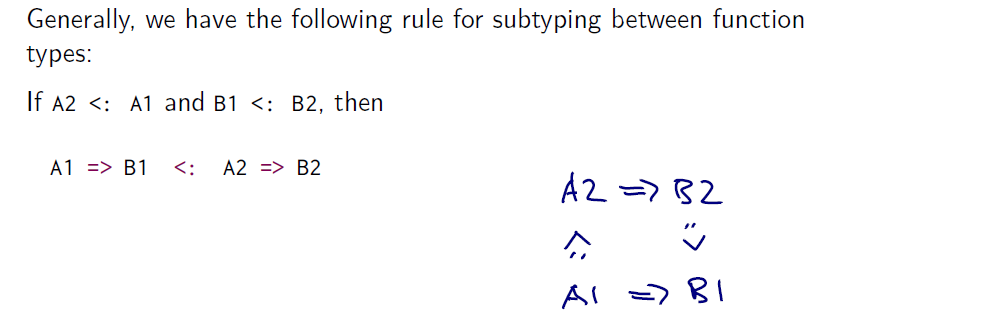 Generally, we have the following rule for subtyping between function
types:
If A2 <: A1 and B1 <: B2, then
A1 => B1 <: A2 => B2
A2 => B2
A1 => B1